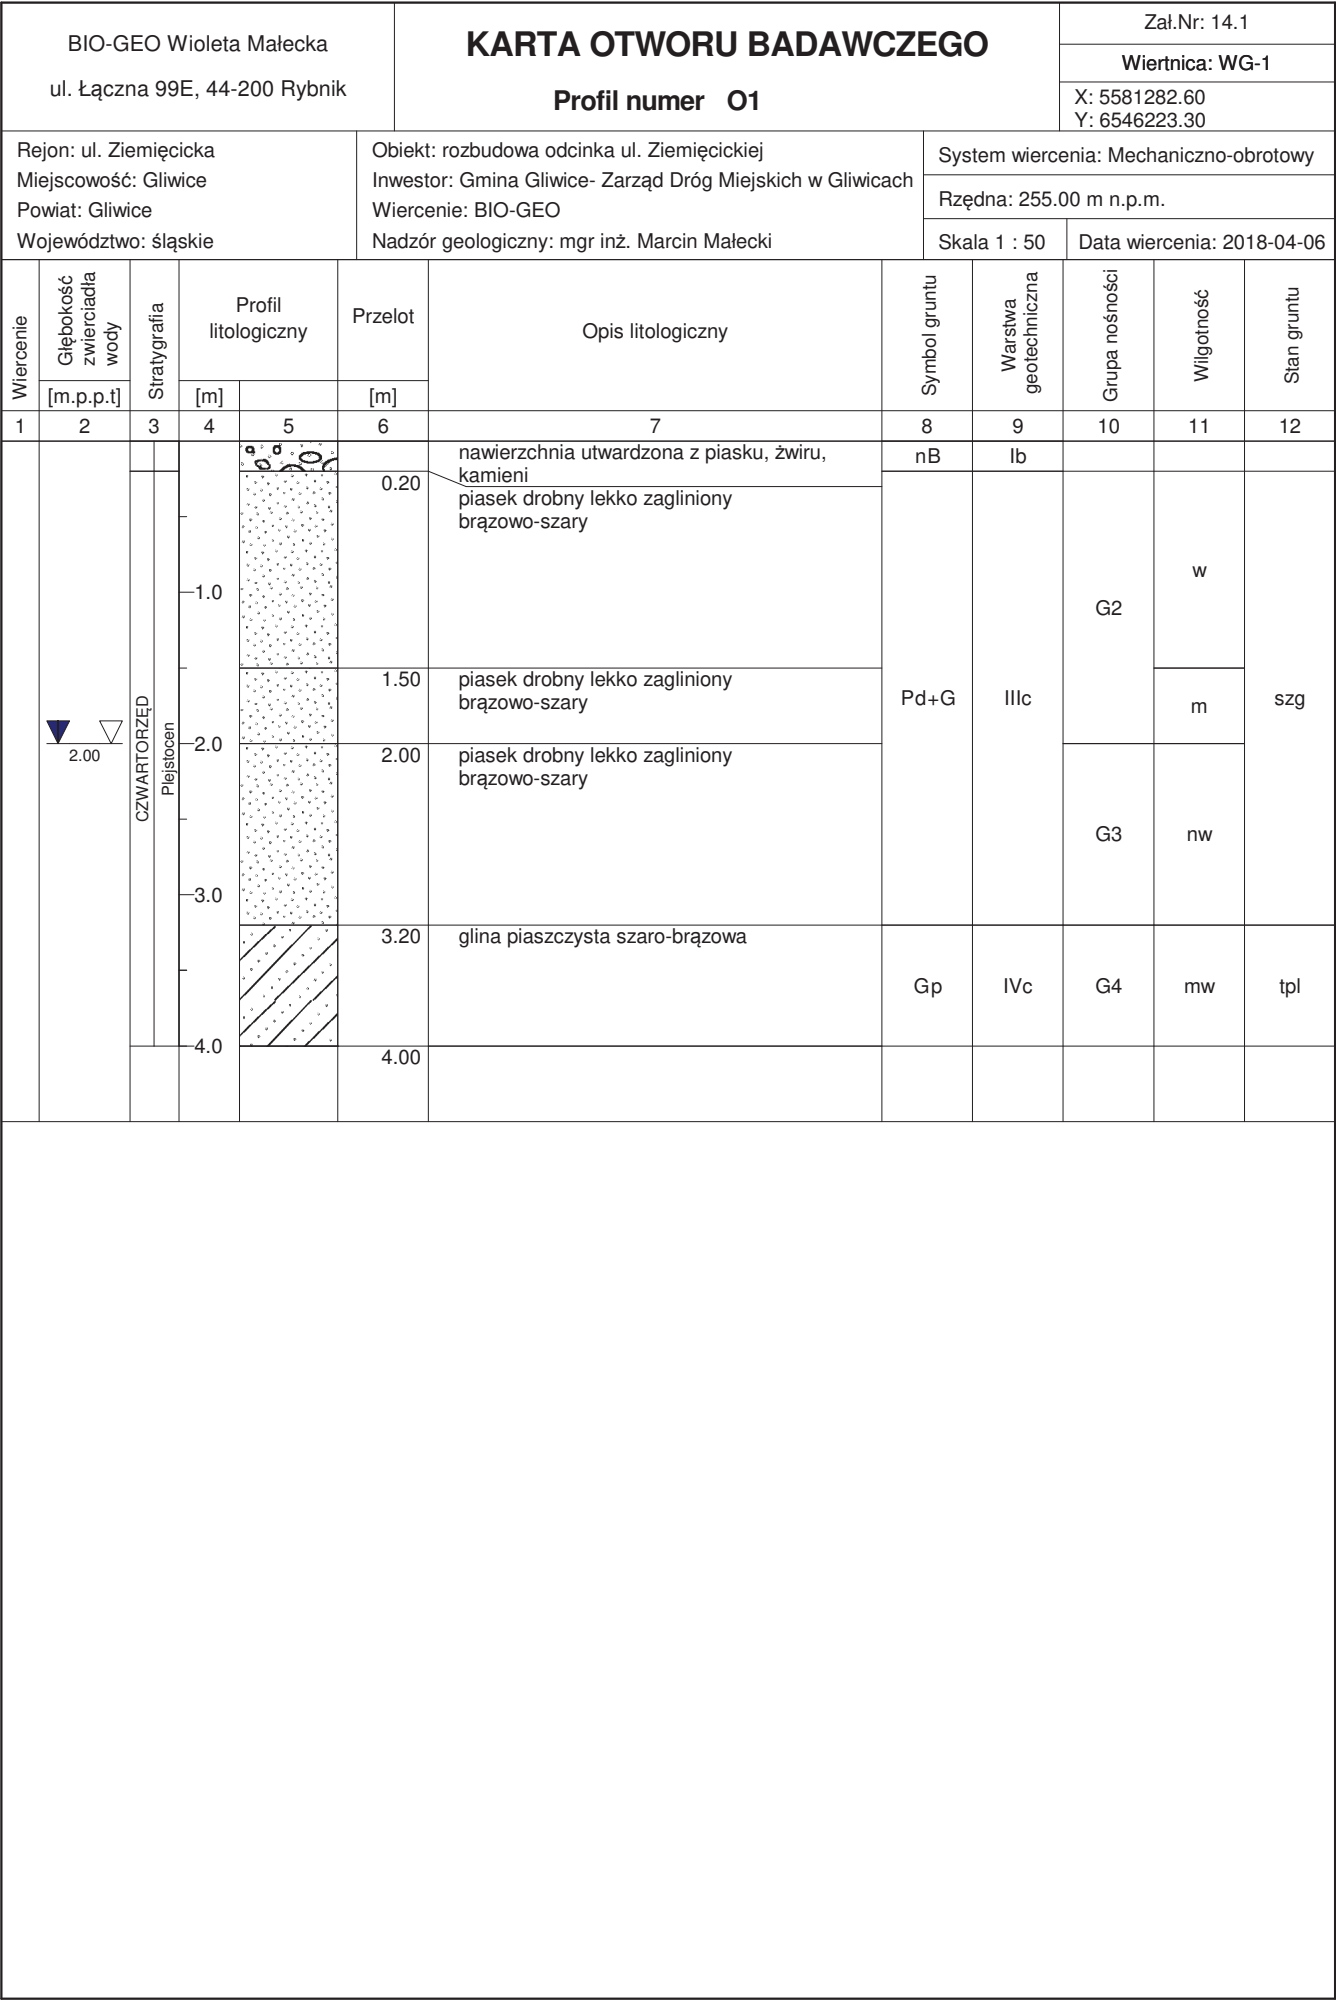 BIO-GEO Wioleta Małecka
ul. Łączna 99E, 44-200 Rybnik
KARTA OTWORU BADAWCZEGO
Profil numer O1
Zał.Nr: 14.1
Wiertnica: WG-1
X: 5581282.60
Y: 6546223.30
Rejon: ul. Ziemięcicka
Miejscowość: Gliwice
Powiat: Gliwice
Województwo: śląskie
Obiekt: rozbudowa odcinka ul. Ziemięcickiej
Inwestor: Gmina Gliwice- Zarząd Dróg Miejskich w Gliwicach
Wiercenie: BIO-GEO
Nadzór geologiczny: mgr inż. Marcin Małecki
System wiercenia: Mechaniczno-obrotowy
Rzędna: 255.00 m n.p.m.
Skala 1 : 50
Data wiercenia: 2018-04-06
Wiercenie
Głębokość
zwierciadła
wody
[m.p.p.t]
Stratygrafia
Profil
litologiczny
[m]
Przelot
[m]
Opis litologiczny
Symbol gruntu
Warstwa
geotechniczna
Grupa nośności
Wilgotność
Stan gruntu
1 2 3 4 5 6 7 8 9 10 11 12
nawierzchnia utwardzona z piasku, żwiru,
kamieni
nB Ib
0.20
piasek drobny lekko zagliniony
brązowo-szary
w
1.0
G2
1.50
piasek drobny lekko zagliniony
brązowo-szary
Pd+G IIIc m szg
CZWARTORZĘD
Plejstocen
2.00
2.0
2.00
piasek drobny lekko zagliniony
brązowo-szary
G3 nw
3.0
3.20
glina piaszczysta szaro-brązowa
Gp IVc G4 mw tpl
4.0
4.00